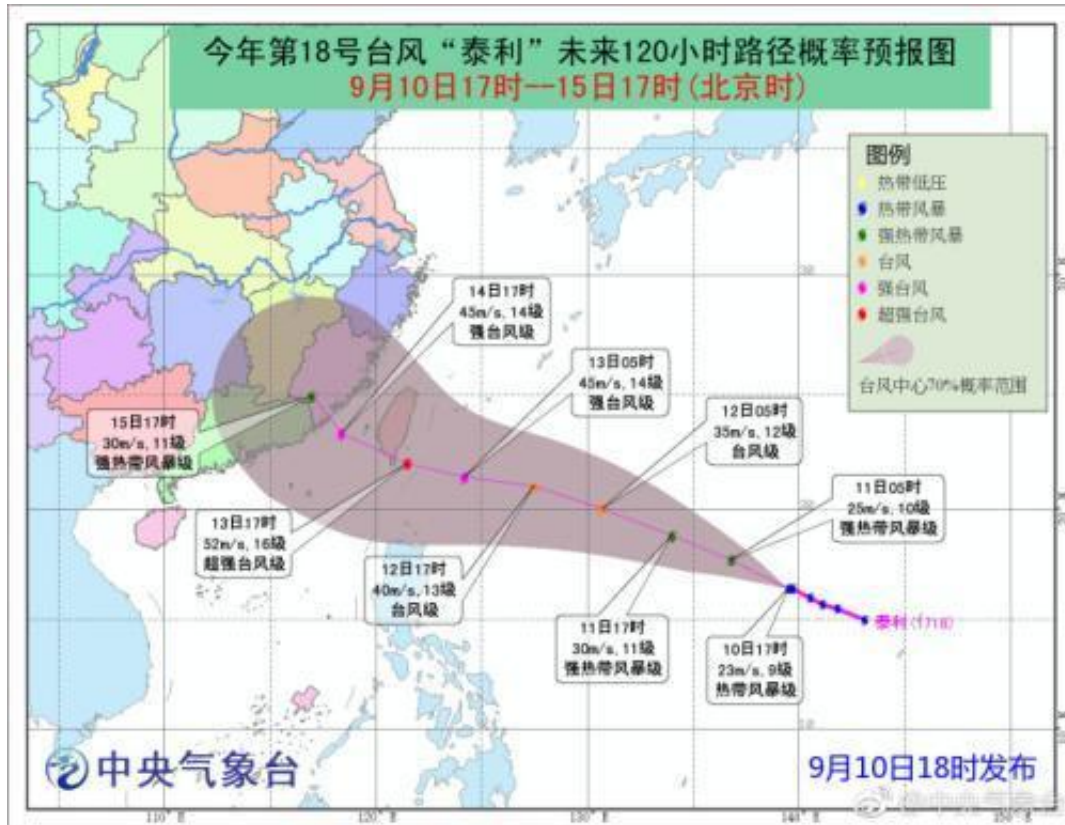 今年第18号台风“泰利”未来120小时路径概率预报图
9月10日17时--15日17时(北京时)
图例
热带低压
热带风暴
强热带风暴
台风
强台风
超强台风
台风中心70%概率范围
14日17时
45m/s,14级
强台风级
13日05时
45m/s,14级
强台风级
12日05时
35m/s,12级
台风级
15日17时
30m/s,11级
强热带风暴级
11日05时
25m/s,10级
强热带风暴级
13日17时
52m/s,16级
超强台风级
12日17时
40m/s,13级
台风级
11日17时
30m/s,11级
强热带风暴级
10日17时
23m/s,9级
热带风暴级
泰利(1718)
中央气象台
9月10日18时发布
@中央气象台
110° E
120° E
130° E
140° E
150° E